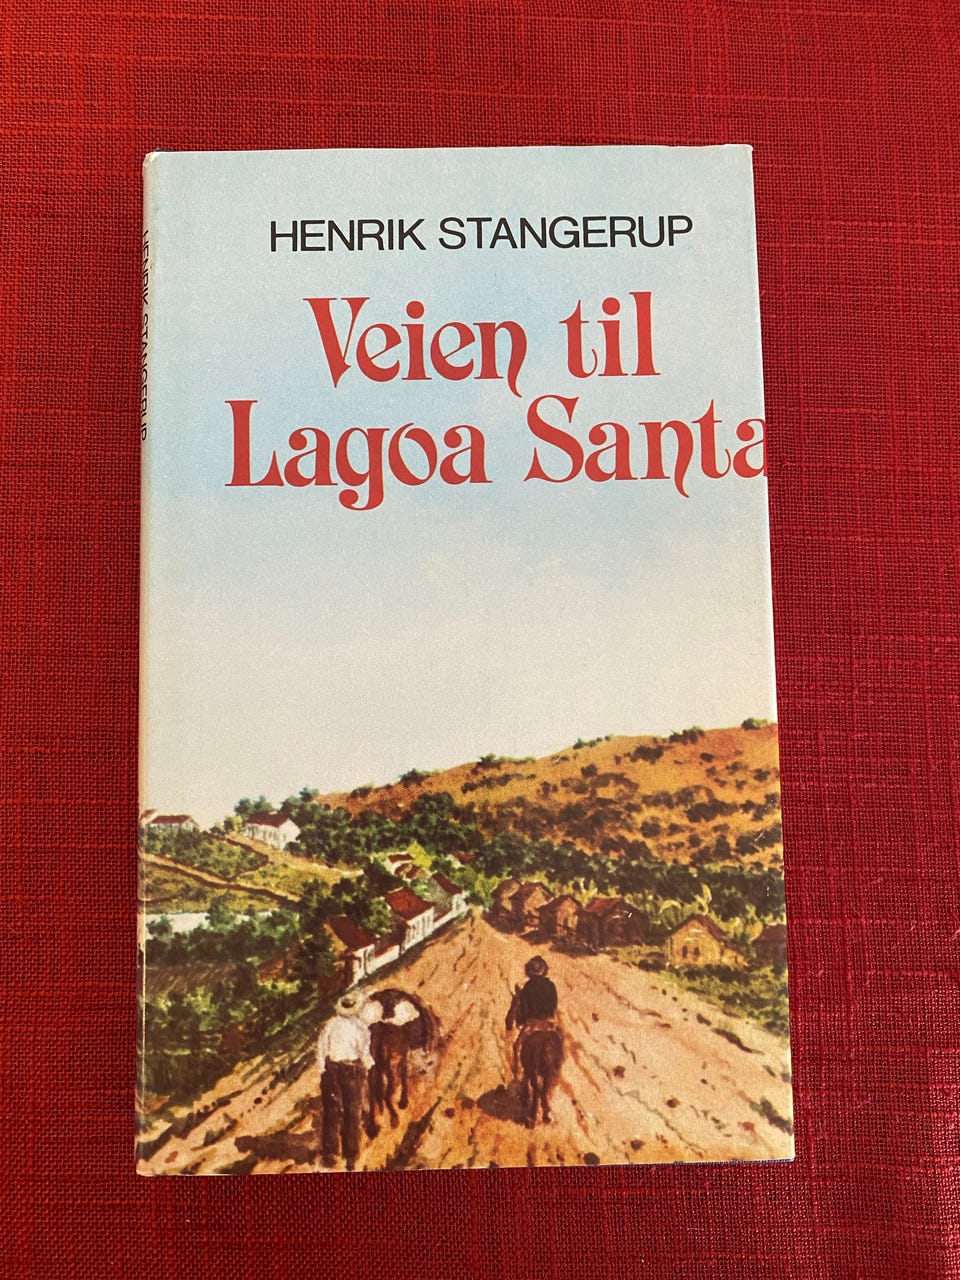 HENRIK STANGERUP
Veien til
Lagoa Santa
HENRIK STANGERUP